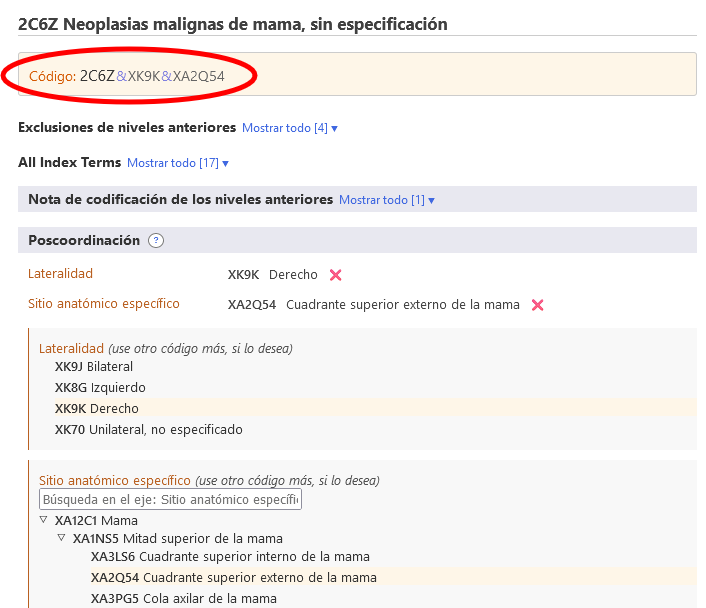 2C6Z Neoplasias malignas de mama, sin especificación
Código: 2C6Z&XK9K&XA2Q54
Exclusiones de niveles anteriores Mostrar todo [4] ▾
All Index Terms Mostrar todo [17] ▾
Nota de codificación de los niveles anteriores Mostrar todo [1] ▾
Poscoordinación ?
Lateralidad XK9K Derecho
Sitio anatómico específico XA2Q54 Cuadrante superior externo de la mama
Lateralidad (use otro código más, si lo desea)
XK9J Bilateral
XK8G Izquierdo
XK9K Derecho
XK70 Unilateral, no especificado
Sitio anatómico específico (use otro código más, si lo desea)
Búsqueda en el eje: Sitio anatómico específi
XA12C1 Mama
XA1NS5 Mitad superior de la mama
XA3LS6 Cuadrante superior interno de la mama
XA2Q54 Cuadrante superior externo de la mama
XA3PG5 Cola axilar de la mama